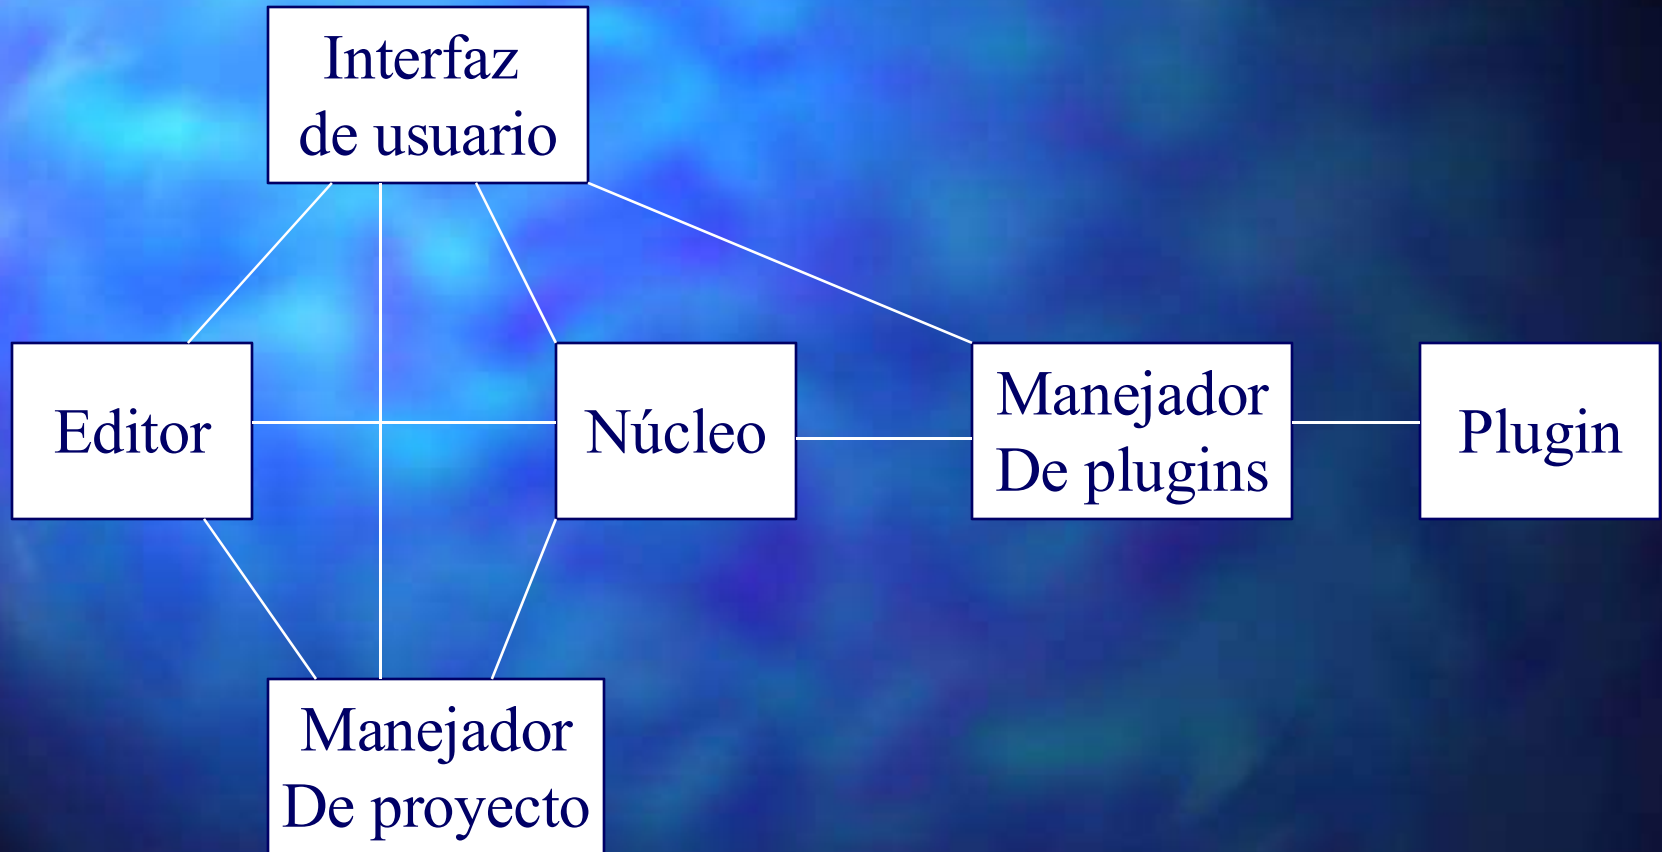 Interfaz
de usuario
Editor
Núcleo
Manejador
De plugins
Plugin
Manejador
De proyecto